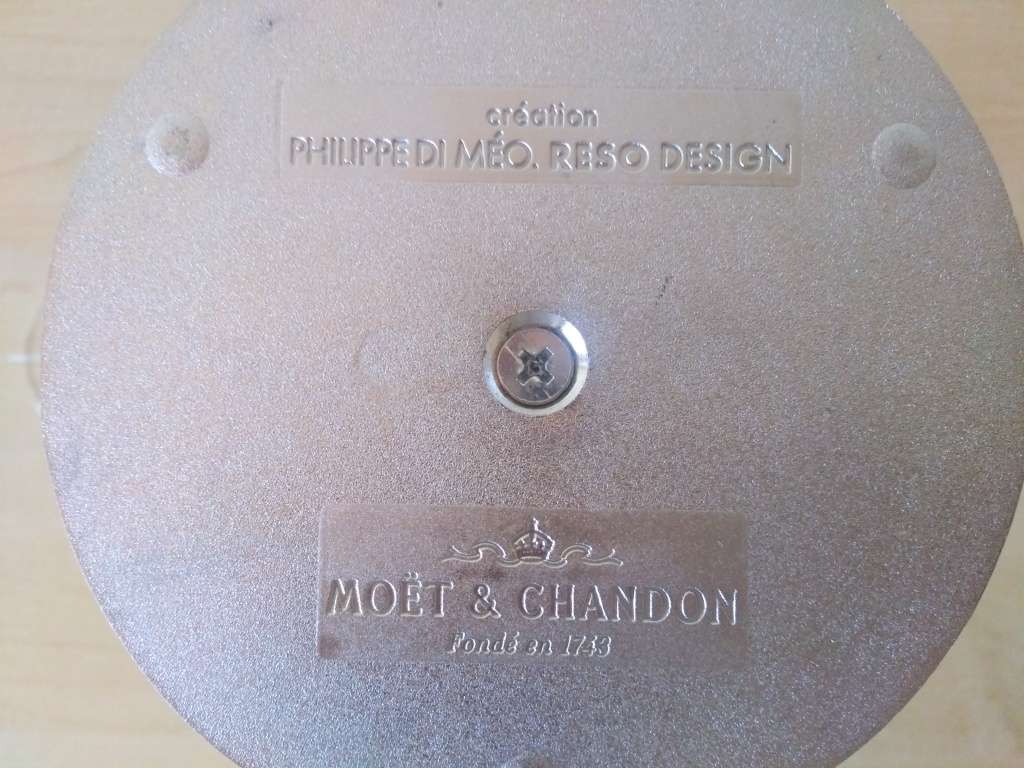 création
PHILIPPE DI MÉO. RESO DESIGN
MOËT & CHANDON
Fondé en 1743